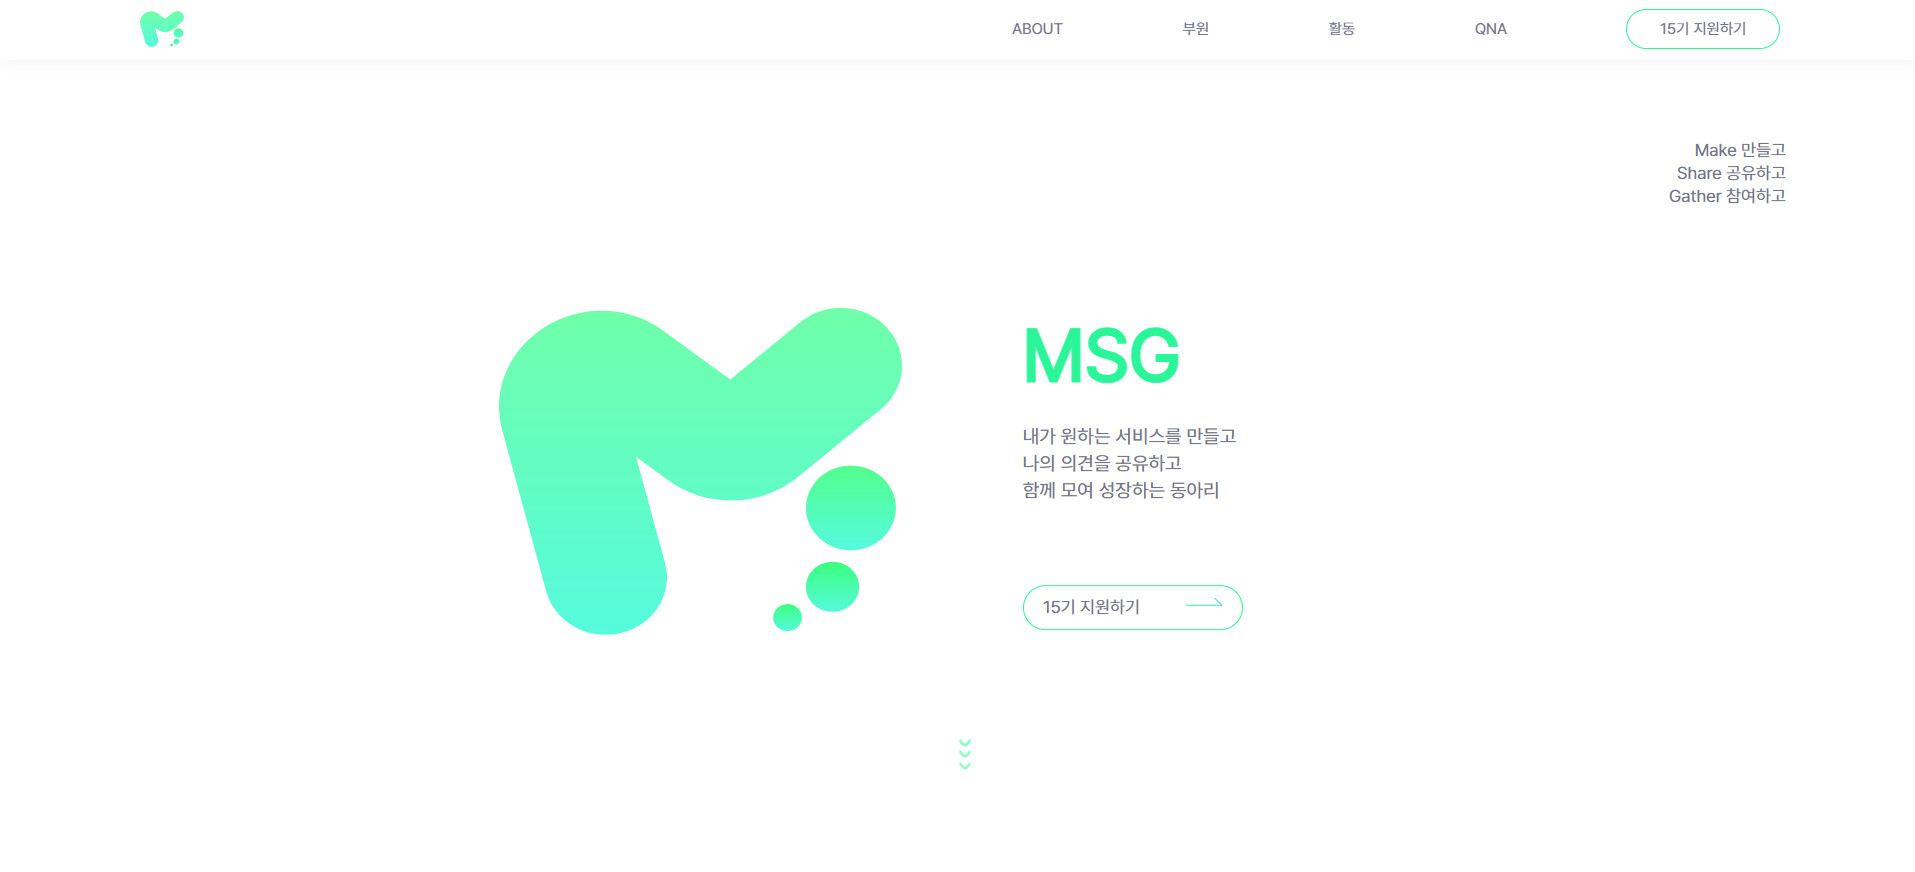 ABOUT
부원
활동
QNA
15기 지원하기
Make 만들고
Share 공유하고
Gather 참여하고
MSG
내가 원하는 서비스를 만들고
나의 의견을 공유하고
함께 모여 성장하는 동아리
15기 지원하기